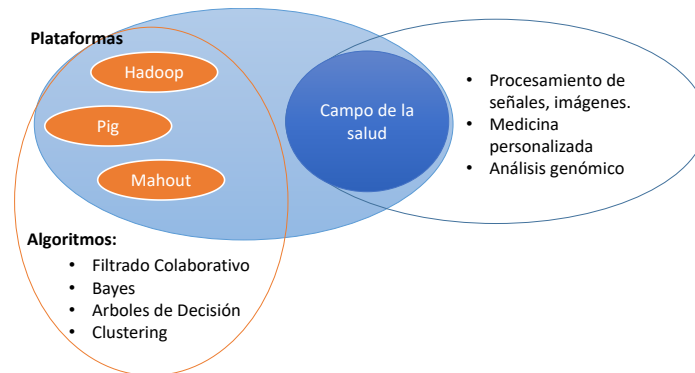 Plataformas
Hadoop
Pig
Mahout
Campo de la
salud
• Procesamiento de
señales, imágenes.
• Medicina
personalizada
• Análisis genómico
Algoritmos:
• Filtrado Colaborativo
• Bayes
• Arboles de Decisión
• Clustering